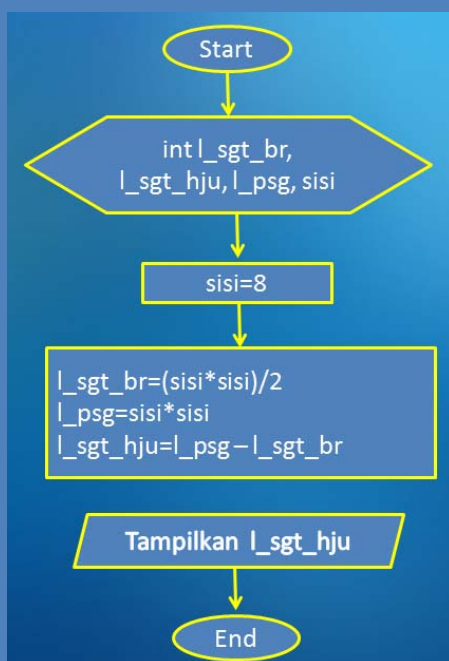 Start
int l_sgt_br,
l_sgt_hju, l_psg, sisi
sisi=8
l_sgt_br=(sisi*sisi)/2
l_psg=sisi*sisi
l_sgt_hju=l_psg – l_sgt_br
Tampilkan l_sgt_hju
End